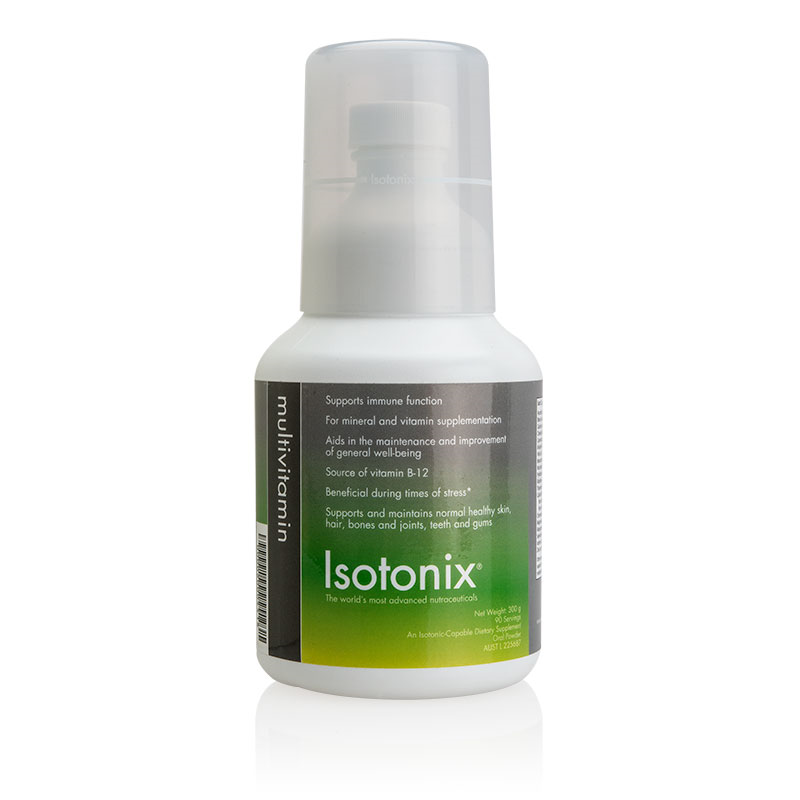 Isotonix
multivitamin
Supports immune function
For mineral and vitamin supplementation
Aids in the maintenance and improvement
of general well-being
Source of vitamin B-12
Beneficial during times of stress*
Supports and maintains normal healthy skin,
hair, bones and joints, teeth and gums
Isotonix®
The world's most advanced nutraceuticals
Net Weight: 300 g
90 Servings
An Isotonic-Capable Dietary Supplement
Oral Powder
AUST L 225687